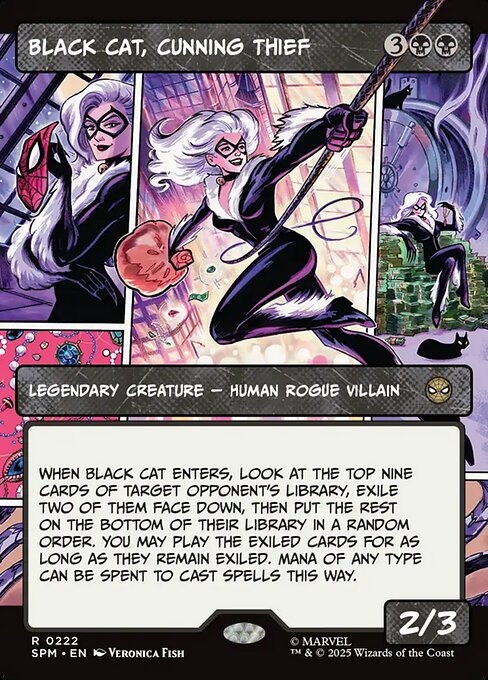 BLACK CAT, CUNNING THIEF 3
LEGENDARY CREATURE – HUMAN ROGUE VILLAIN
WHEN BLACK CAT ENTERS, LOOK AT THE TOP NINE
CARDS OF TARGET OPPONENT'S LIBRARY, EXILE
TWO OF THEM FACE DOWN, THEN PUT THE REST
ON THE BOTTOM OF THEIR LIBRARY IN A RANDOM
ORDER. YOU MAY PLAY THE EXILED CARDS FOR AS
LONG AS THEY REMAIN EXILED. MANA OF ANY TYPE
CAN BE SPENT TO CAST SPELLS THIS WAY.
2/3
R 0222
SPM • EN VERONICA FISH
© MARVEL
™ & © 2025 Wizards of the Coast